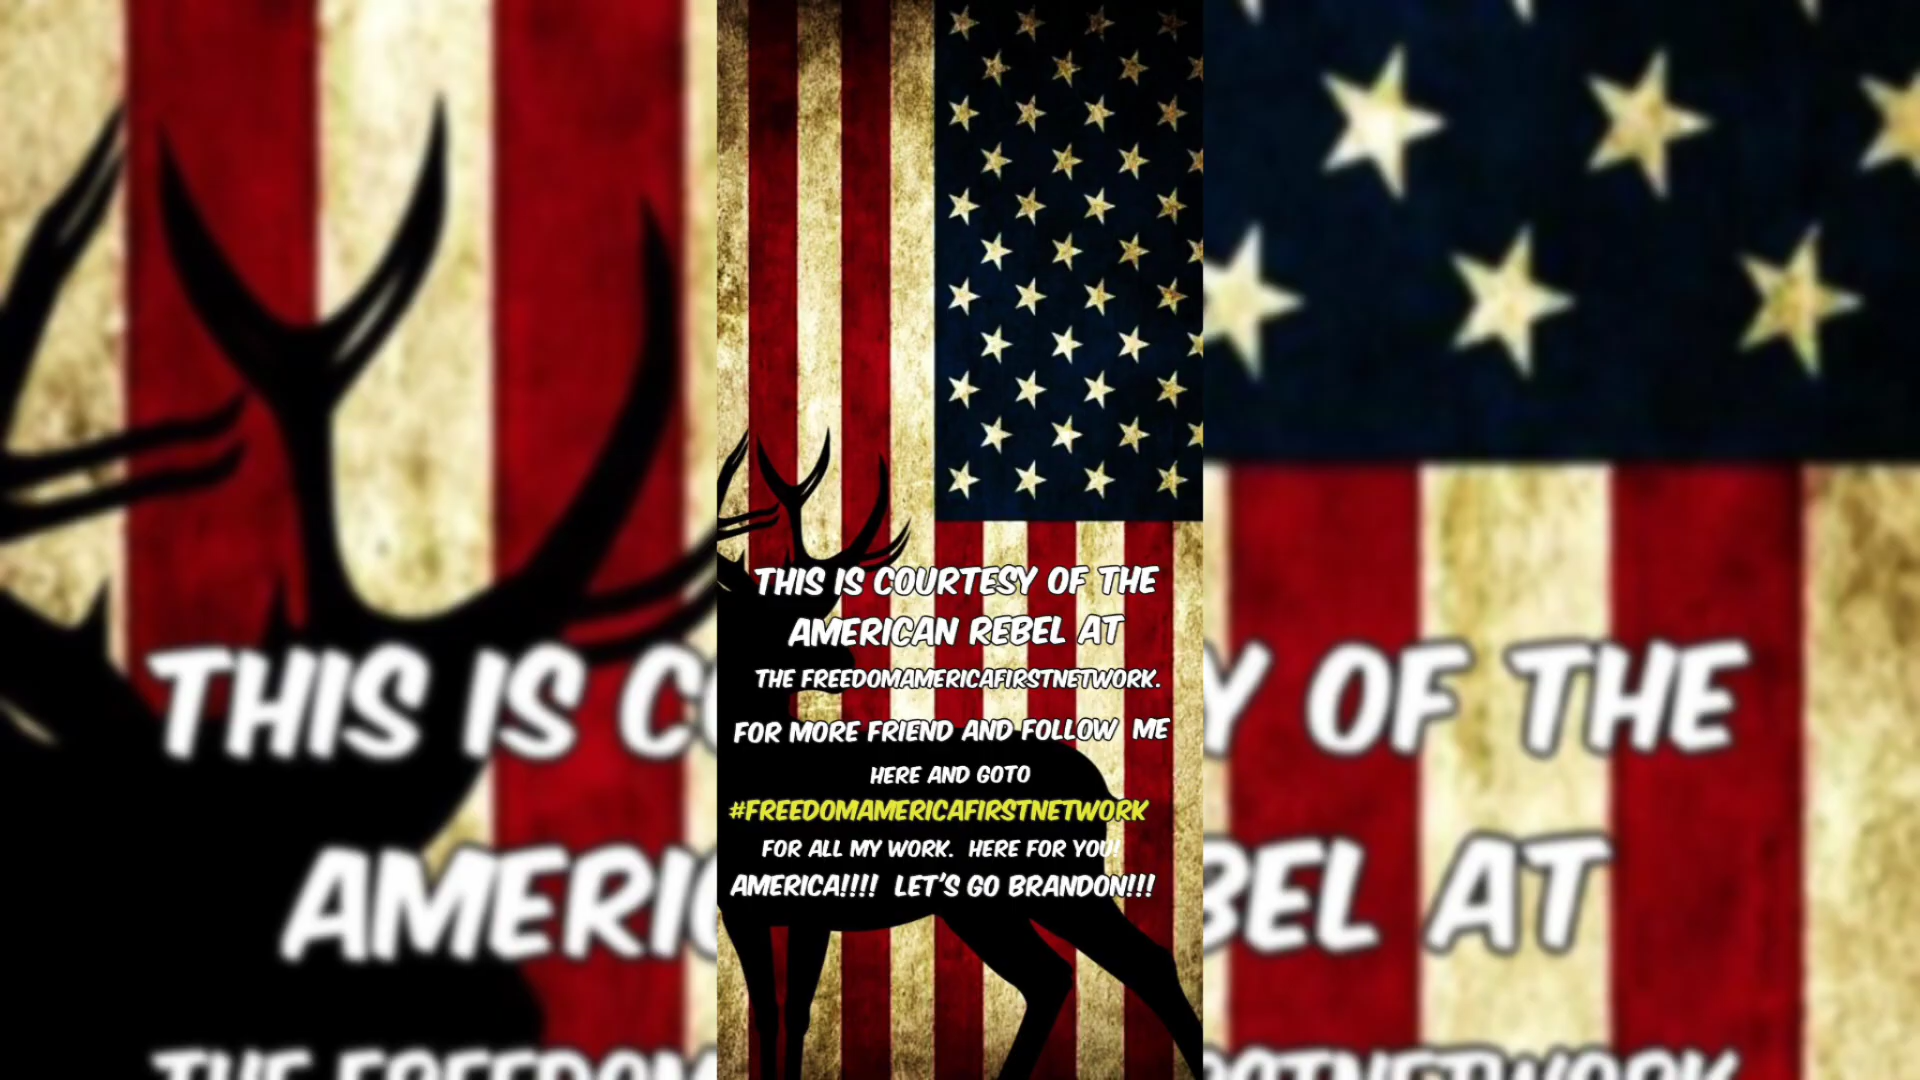 THIS IS COURTESY OF THE
AMERICAN REBEL AT
THE FREEDOMAMERICAFIRSTNETWORK.
FOR MORE FRIEND AND FOLLOW ME
HERE AND GOTO
#FREEDOMAMERICAFIRSTNETWORK
FOR ALL MY WORK. HERE FOR YOU!
AMERICA!!!! LET'S GO BRANDON!!!